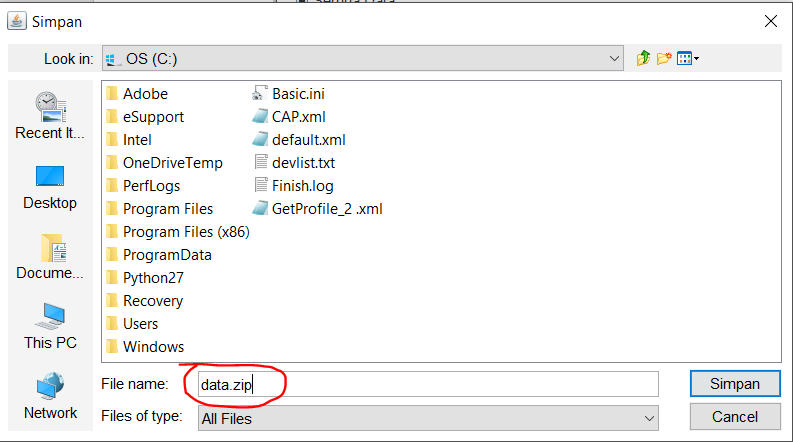 Simpan
Look in: OS (C:)
Recent It...
Desktop
Docume...
This PC
Network
Adobe
eSupport
Intel
OneDriveTemp
PerfLogs
Program Files
Program Files (x86)
ProgramData
Python27
Recovery
Users
Windows
Basic.ini
CAP.xml
default.xml
devlist.txt
Finish.log
GetProfile_2 .xml
File name: data.zip Simpan
Files of type: All Files Cancel